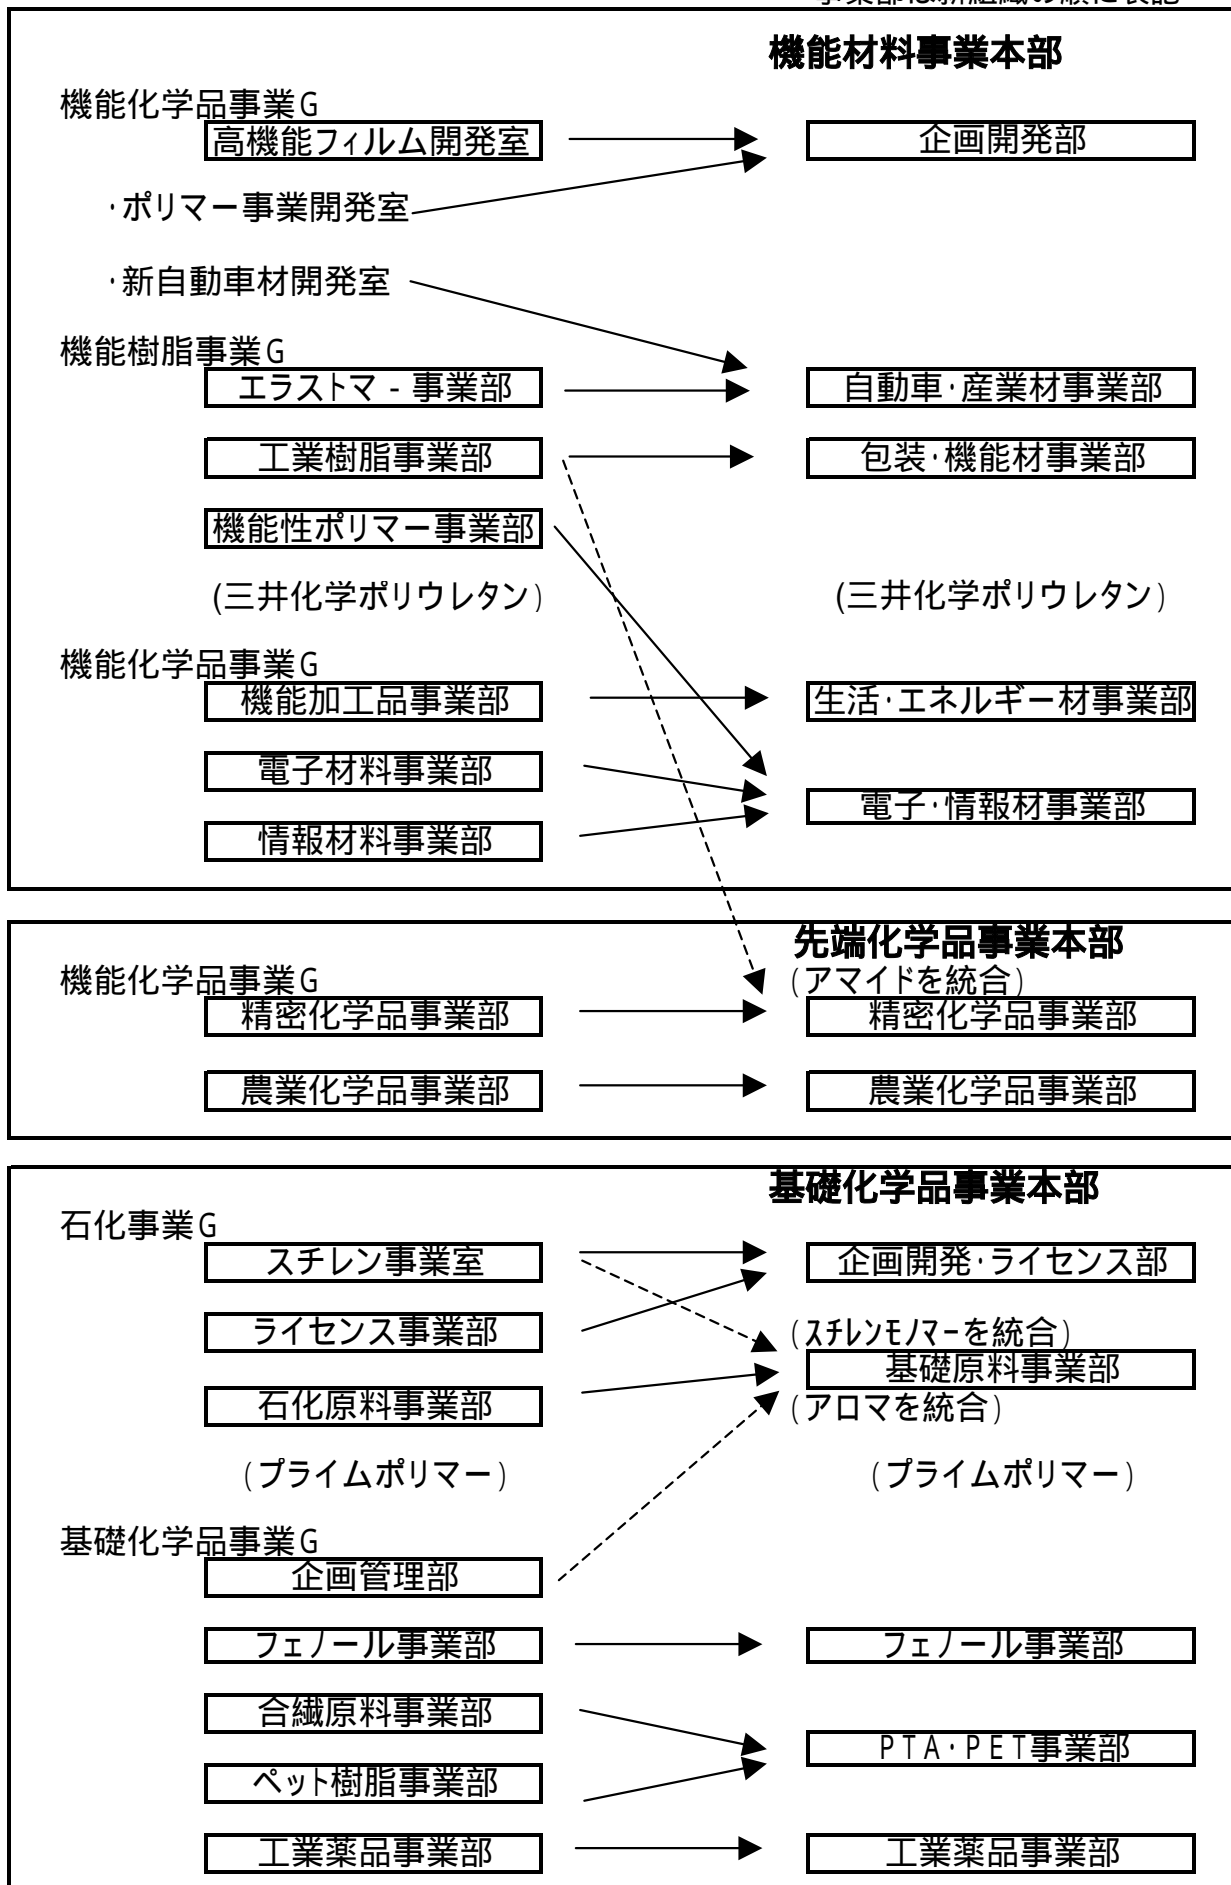 事業部は新組織の順に表記
機能材料事業本部
機能化学品事業G
高機能フィルム開発室 企画開発部
・ポリマー事業開発室
・新自動車材開発室
機能樹脂事業G
エラストマ-事業部 自動車・産業材事業部
工業樹脂事業部 包装・機能材事業部
機能性ポリマー事業部
(三井化学ポリウレタン) (三井化学ポリウレタン)
機能化学品事業G
機能加工品事業部 生活・エネルギー材事業部
電子材料事業部 電子・情報材事業部
情報材料事業部
先端化学品事業本部
機能化学品事業G (アマイドを統合)
精密化学品事業部 精密化学品事業部
農業化学品事業部 農業化学品事業部
基礎化学品事業本部
石化事業G
スチレン事業室 企画開発・ライセンス部
ライセンス事業部 (スチレンモノマーを統合)
基礎原料事業部
石化原料事業部 (アロマを統合)
(プライムポリマー) (プライムポリマー)
基礎化学品事業G
企画管理部
フェノール事業部 フェノール事業部
合繊原料事業部 PTA・PET事業部
ペット樹脂事業部
工業薬品事業部 工業薬品事業部